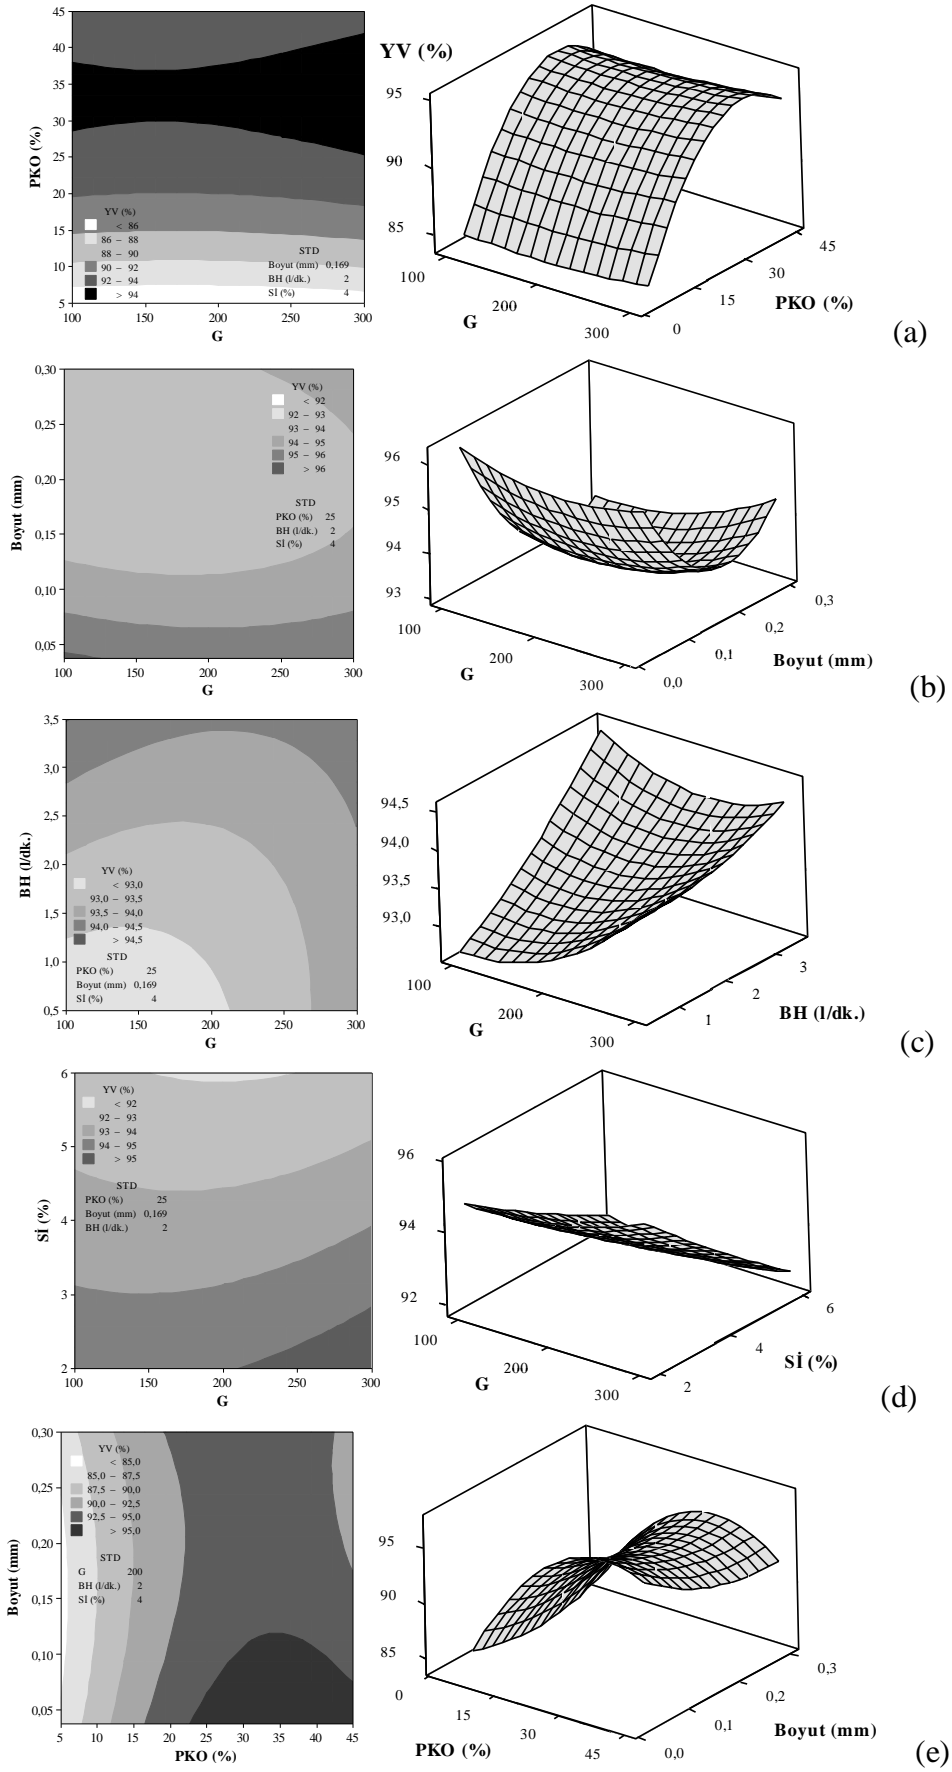 45
40
35
30
25
20
15
10
5
PKO (%)
YV (%)
< 86
86 – 88
88 – 90
90 – 92
92 – 94
> 94
STD
Boyut (mm) 0,169
BH (l/dk.) 2
Sİ (%) 4
100 150 200 250 300
G
YV (%)
95
90
85
100
200
300
G
0
15
30
45
PKO (%)
(a)
0,30
0,25
0,20
0,15
0,10
0,05
Boyut (mm)
YV (%)
< 92
92 – 93
93 – 94
94 – 95
95 – 96
> 96
STD
PKO (%) 25
BH (l/dk.) 2
Sİ (%) 4
100 150 200 250 300
G
96
95
94
93
100
200
300
G
0,0
0,1
0,2
0,3
Boyut (mm)
(b)
3,5
3,0
2,5
2,0
1,5
1,0
0,5
BH (l/dk.)
YV (%)
< 93,0
93,0 – 93,5
93,5 – 94,0
94,0 – 94,5
> 94,5
STD
PKO (%) 25
Boyut (mm) 0,169
Sİ (%) 4
100 150 200 250 300
G
94,5
94,0
93,5
93,0
100
200
300
G
1
2
3
BH (l/dk.)
(c)
6
5
4
3
2
Sİ (%)
YV (%)
< 92
92 – 93
93 – 94
94 – 95
> 95
STD
PKO (%) 25
Boyut (mm) 0,169
BH (l/dk.) 2
100 150 200 250 300
G
96
94
92
100
200
300
G
2
4
6
Sİ (%)
(d)
0,30
0,25
0,20
0,15
0,10
0,05
Boyut (mm)
YV (%)
< 85,0
85,0 – 87,5
87,5 – 90,0
90,0 – 92,5
92,5 – 95,0
> 95,0
STD
G 200
BH (l/dk.) 2
Sİ (%) 4
5 10 15 20 25 30 35 40 45
PKO (%)
95
90
85
0
15
30
45
PKO (%)
0,0
0,1
0,2
0,3
Boyut (mm)
(e)